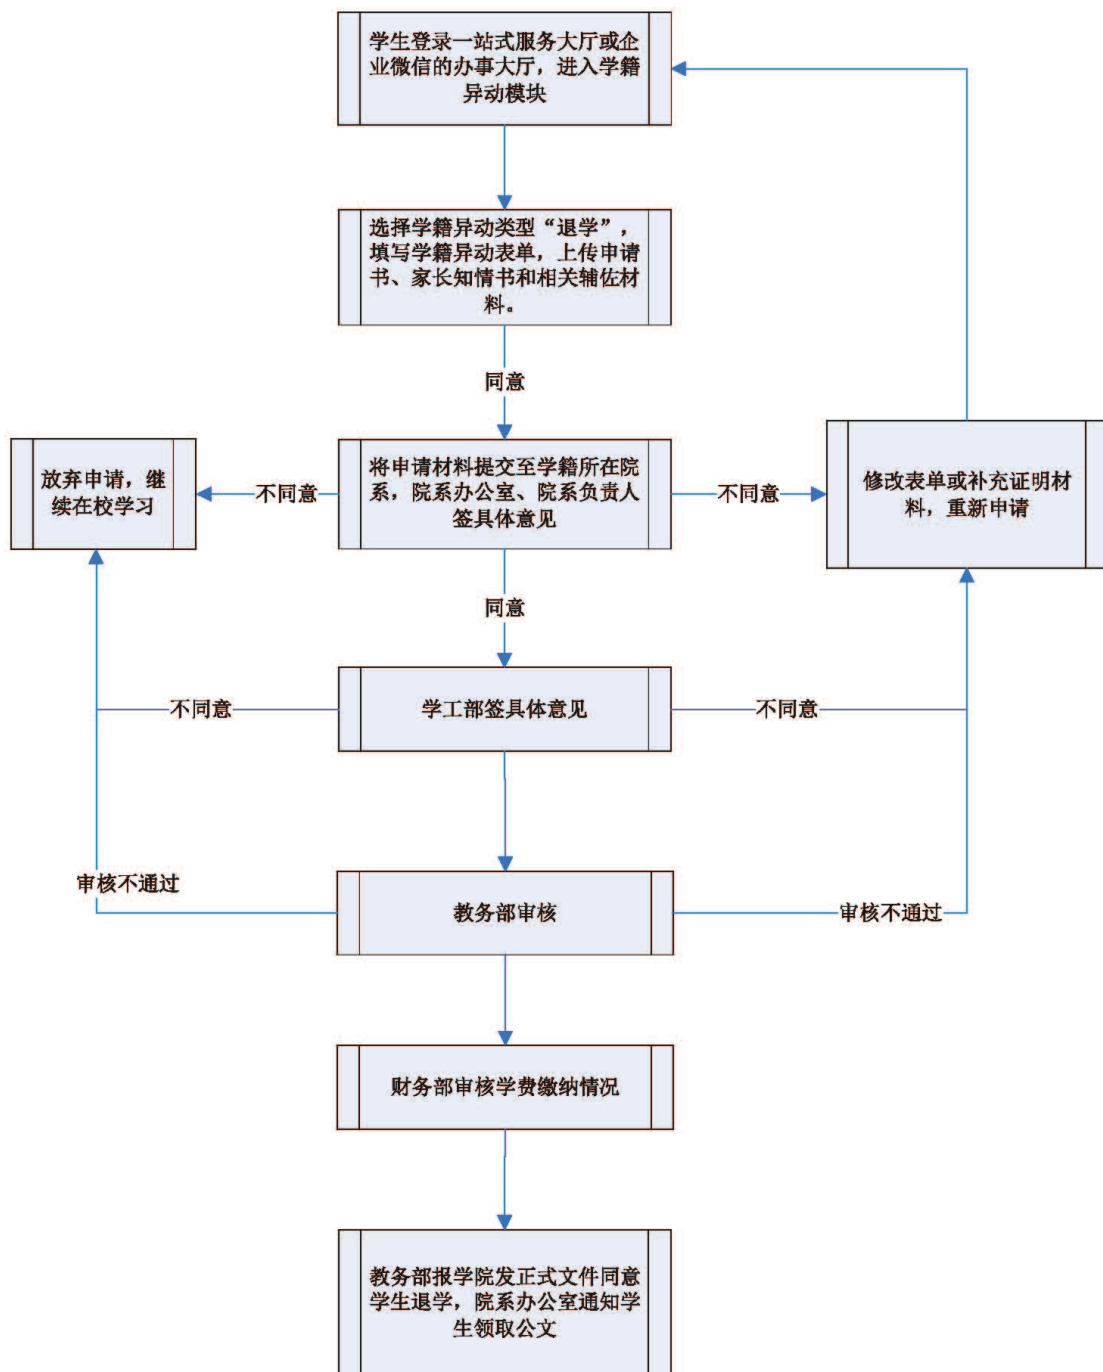 学生登录一站式服务大厅或企
业微信的办事大厅，进入学籍
异动模块
选择学籍异动类型“退学”，
填写学籍异动表单，上传申请
书、家长知情书和相关辅佐材
料。
同意
放弃申请，继
续在校学习
不同意
将申请材料提交至学籍所在院
系，院系办公室、院系负责人
签具体意见
不同意
修改表单或补充证明材
料，重新申请
同意
不同意
学工部签具体意见
不同意
审核不通过
教务部审核
审核不通过
财务部审核学费缴纳情况
教务部报学院发正式文件同意
学生退学，院系办公室通知学
生领取公文